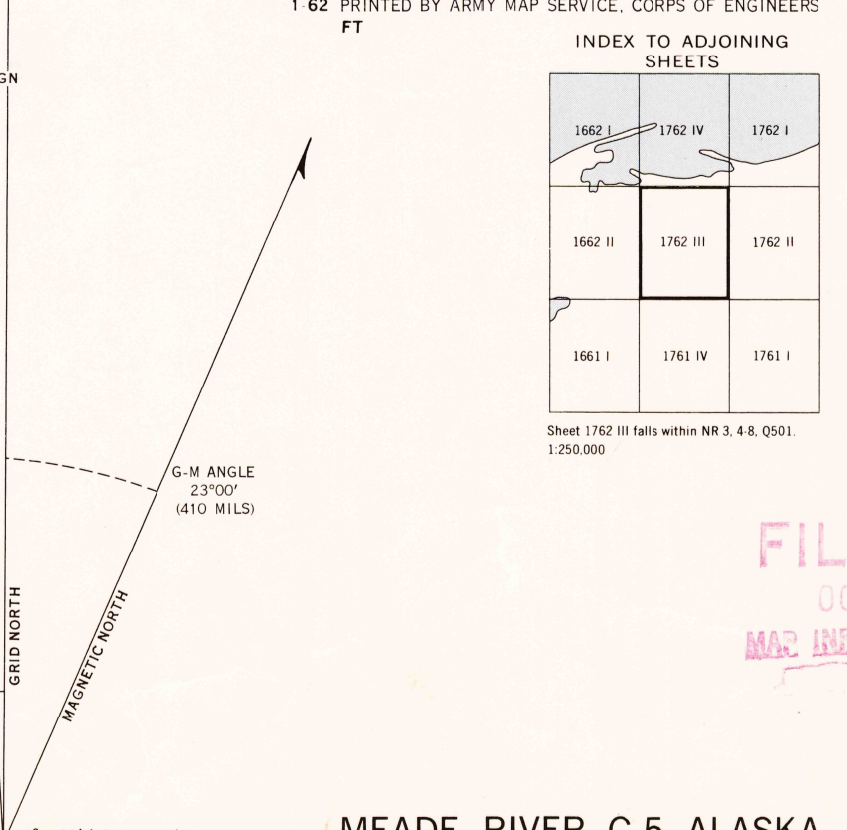 1-62 PRINTED BY ARMY MAP SERVICE, CORPS OF ENGINEERS
FT
INDEX TO ADJOINING
SHEETS
GN
1662 I 1762 IV 1762 I
1662 II 1762 III 1762 II
1661 I 1761 IV 1761 I
Sheet 1762 III falls within NR 3, 4-8, Q501.
1:250,000
G-M ANGLE
23°00′
(410 MILS)
GRID NORTH
MAGNETIC NORTH
FIL
MAP
MEADE RIVER C-5, ALASKA